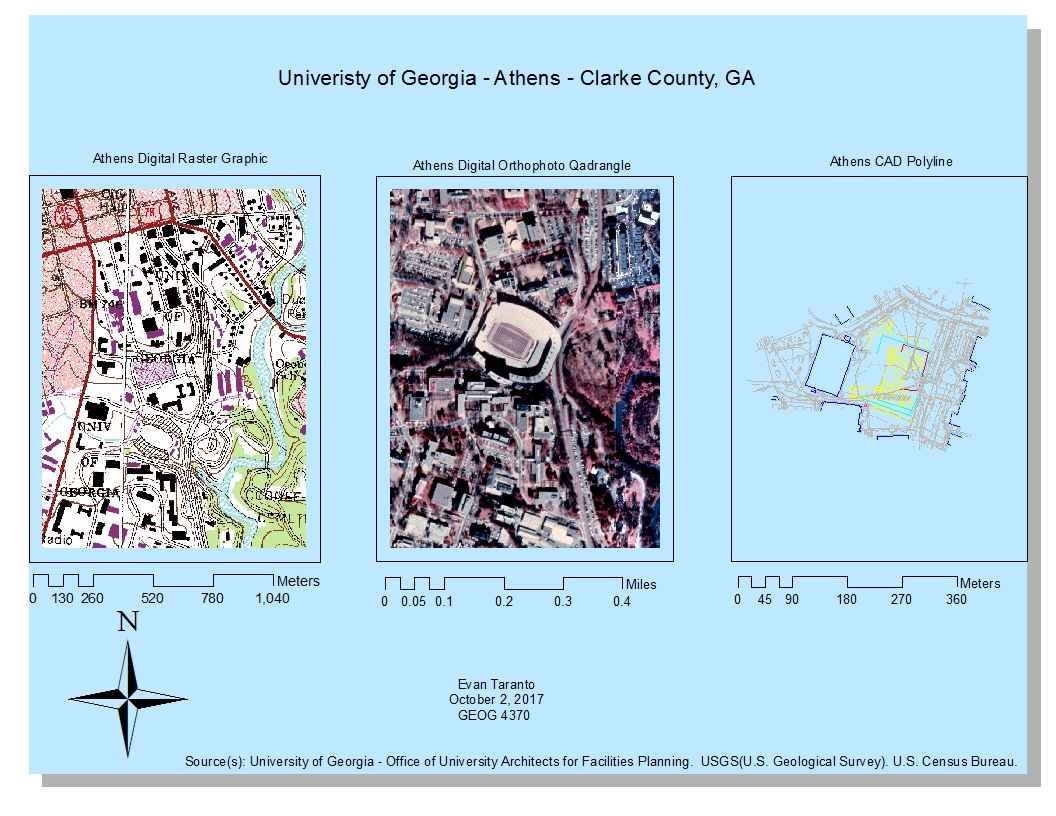 Univeristy of Georgia - Athens - Clarke County, GA
Athens Digital Raster Graphic
Athens Digital Orthophoto Qadrangle
Athens CAD Polyline
City
Hall
78
UNIV
OF
GEORGIA
UNIV
OF
GEORGIA
adio
Meters
0 130 260 520 780 1,040
Miles
0 0.05 0.1 0.2 0.3 0.4
Meters
0 45 90 180 270 360
N
Evan Taranto
October 2, 2017
GEOG 4370
Source(s): University of Georgia - Office of University Architects for Facilities Planning. USGS(U.S. Geological Survey). U.S. Census Bureau.